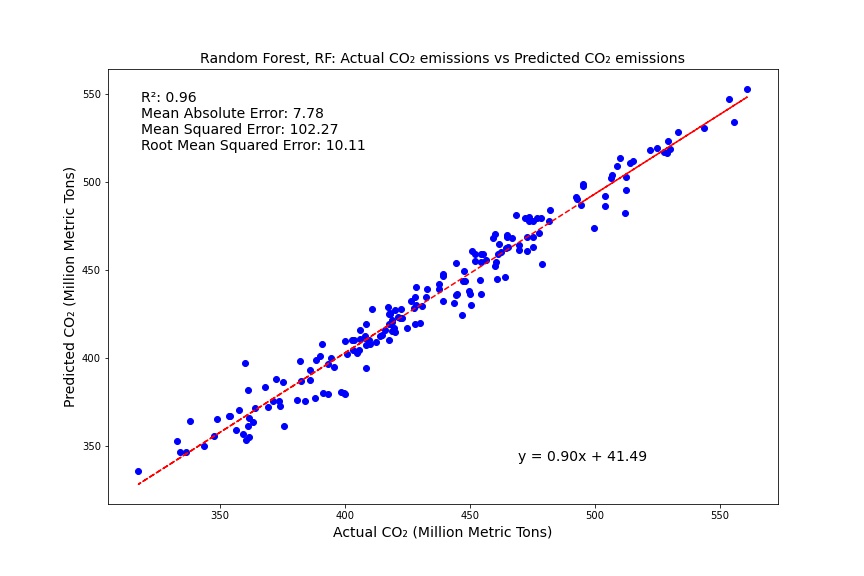 Random Forest, RF: Actual CO₂ emissions vs Predicted CO₂ emissions
R²: 0.96
Mean Absolute Error: 7.78
Mean Squared Error: 102.27
Root Mean Squared Error: 10.11
y = 0.90x + 41.49
Predicted CO₂ (Million Metric Tons)
550
500
450
400
350
350 400 450 500 550
Actual CO₂ (Million Metric Tons)